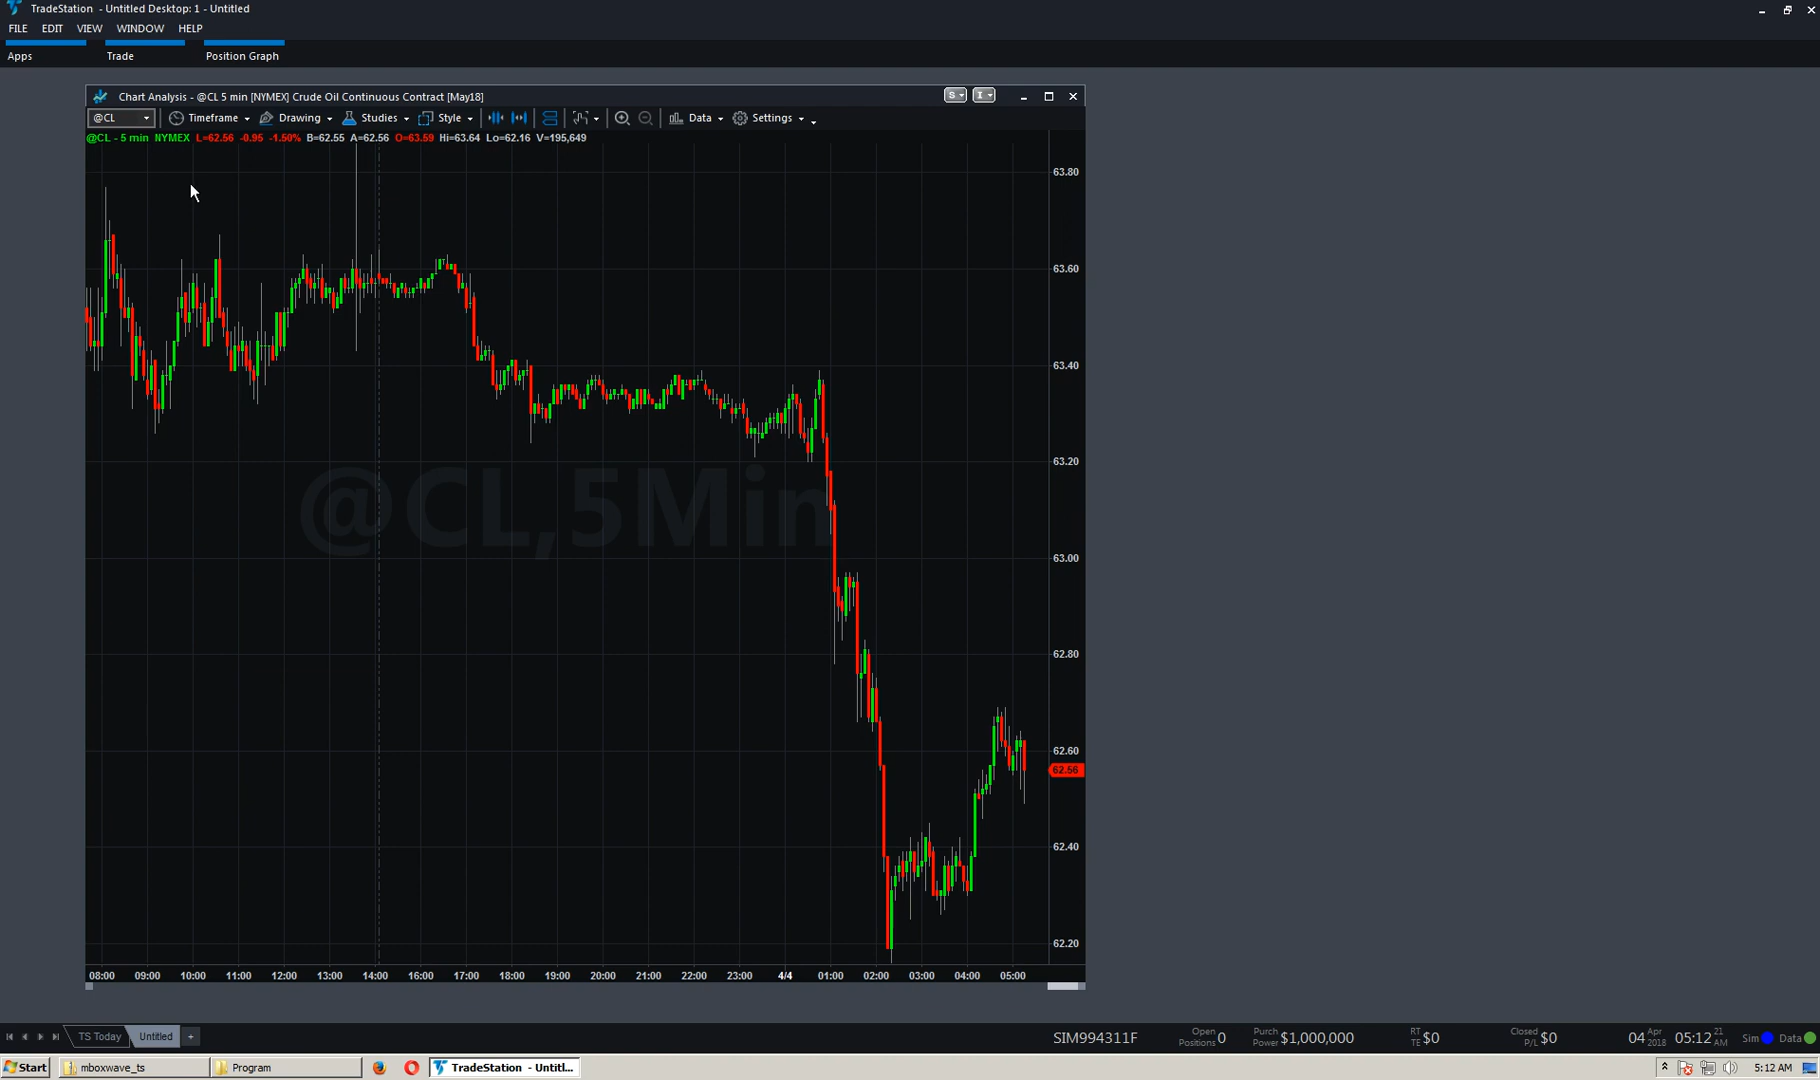 TradeStation - Untitled Desktop: 1 - Untitled
FILE EDIT VIEW WINDOW HELP
Apps Trade Position Graph
Chart Analysis - @CL 5 min [NYMEX] Crude Oil Continuous Contract [May18] S I
@CL Timeframe Drawing Studies Style Data Settings
@CL - 5 min NYMEX L=62.56 -0.95 -1.50% B=62.55 A=62.56 O=63.59 Hi=63.64 Lo=62.16 V=195,649
63.80
63.60
63.40
63.20
@CL,5Min
63.00
62.80
62.60
62.56
62.40
62.20
08:00 09:00 10:00 11:00 12:00 13:00 14:00 16:00 17:00 18:00 19:00 20:00 21:00 22:00 23:00 4/4 01:00 02:00 03:00 04:00 05:00
TS Today Untitled + SIM994311F Open Positions 0 Purch Power $1,000,000 RT TE $0 Closed P/L $0 04 Apr 2018 05:12 21 AM Sim Data
Start mboxwave_ts Program TradeStation - Untitl... 5:12 AM